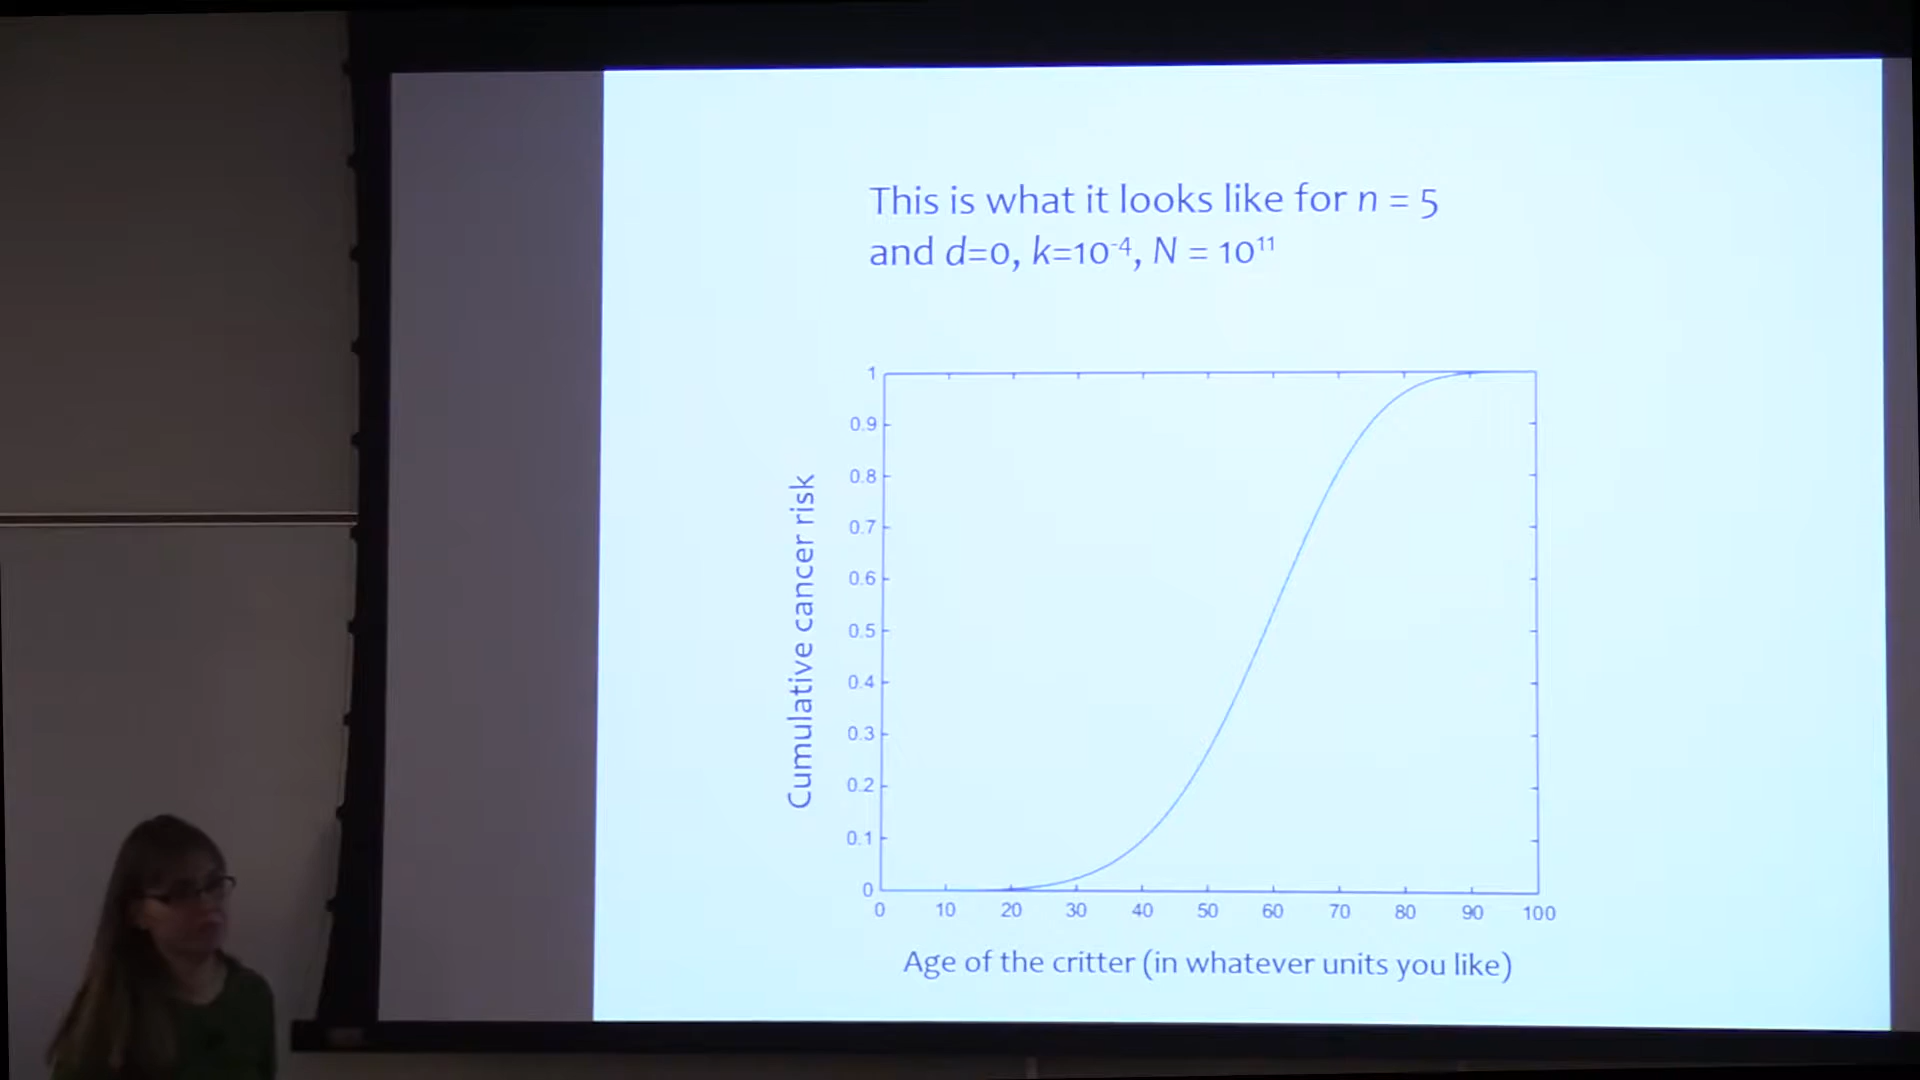 This is what it looks like for n = 5
and d=0, k=10⁻⁴, N = 10¹¹
1
0.9
0.8
0.7
0.6
0.5
0.4
0.3
0.2
0.1
0
Cumulative cancer risk
0 10 20 30 40 50 60 70 80 90 100
Age of the critter (in whatever units you like)